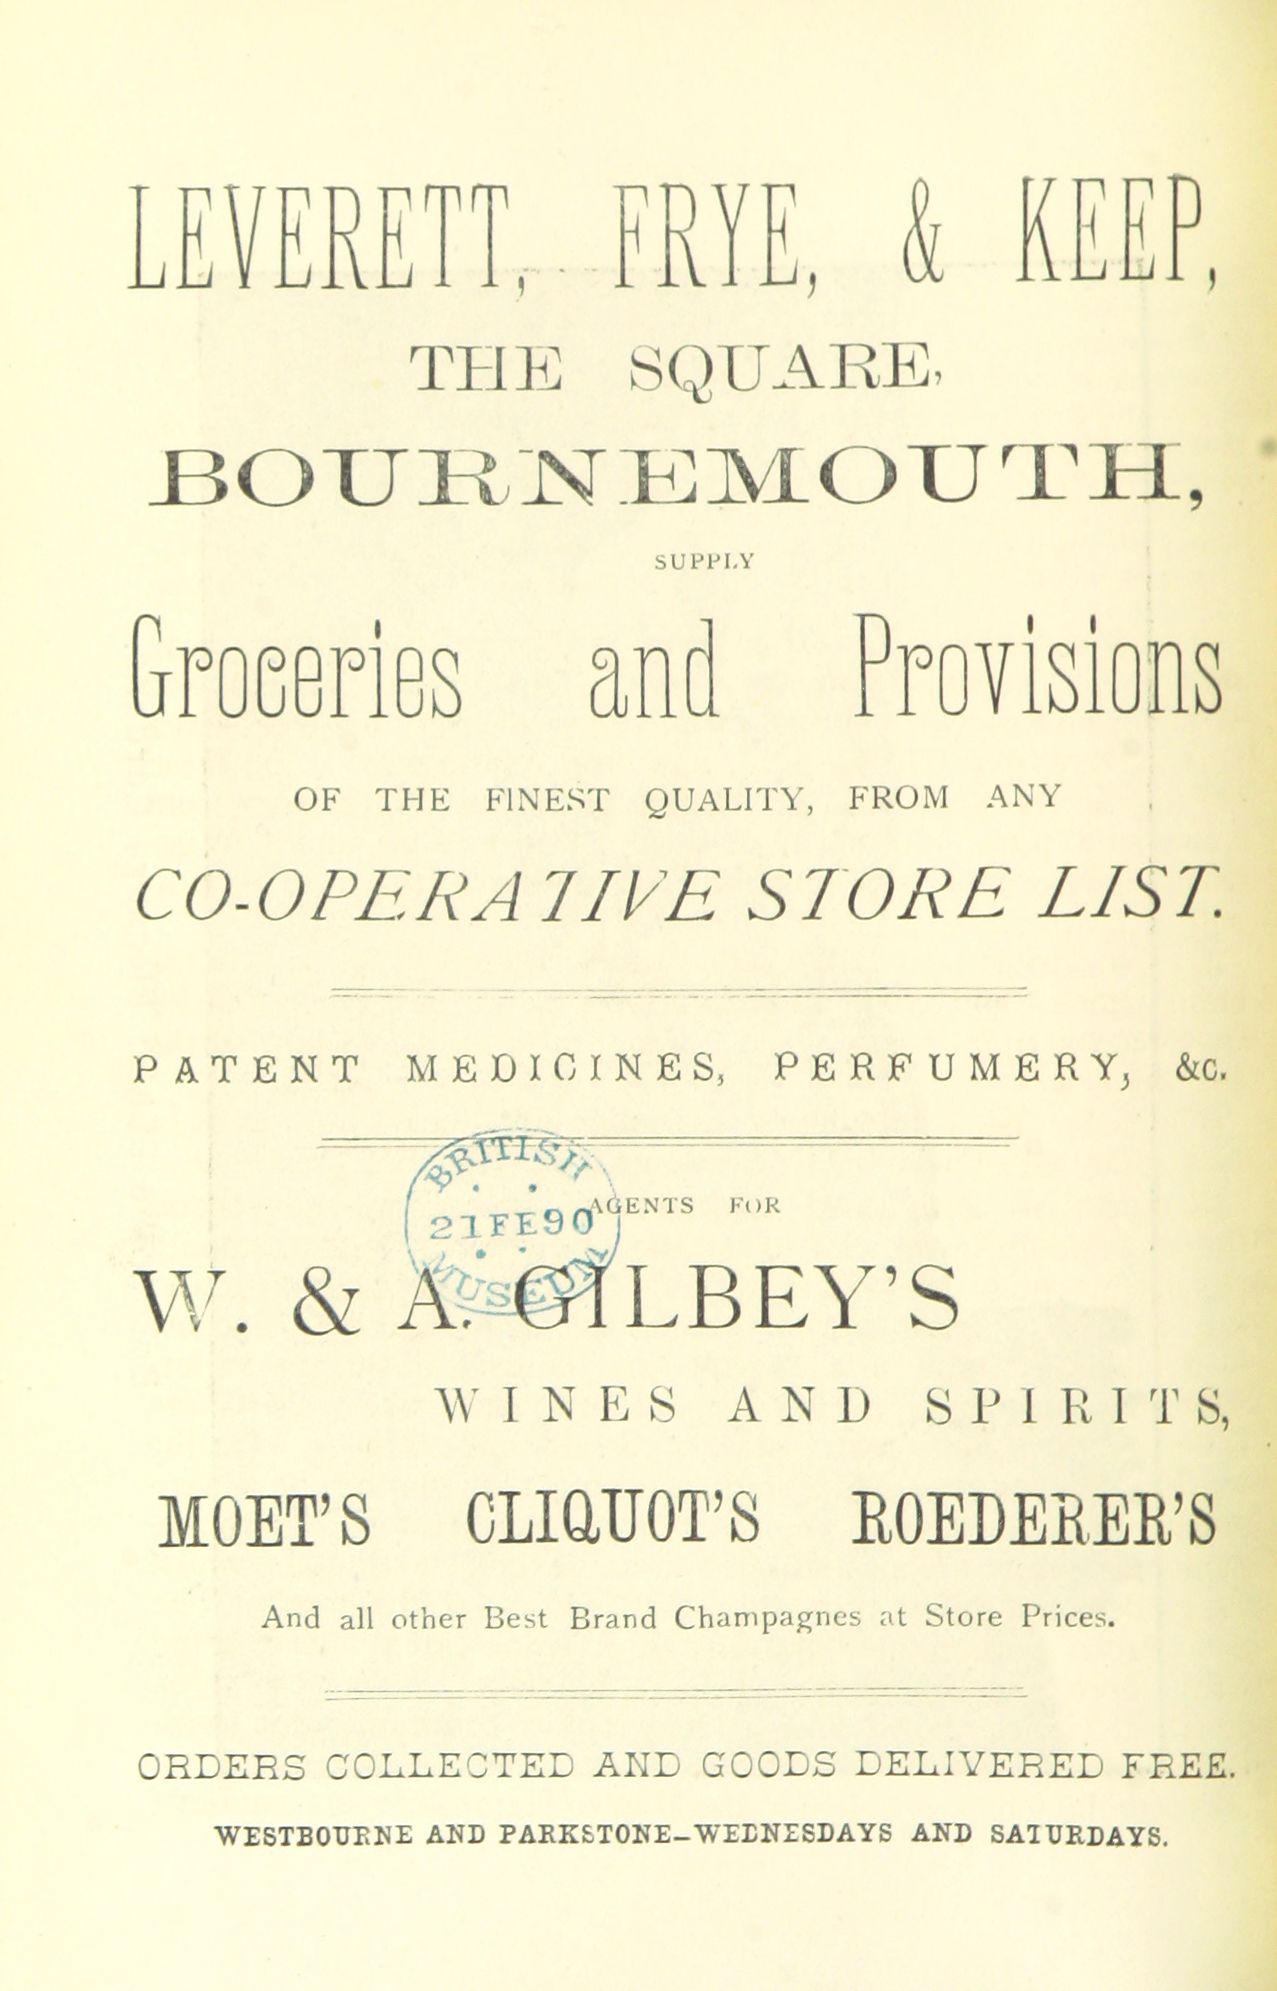 LEVERETT, FRYE, & KEEP,
THE SQUARE,
BOURNEMOUTH,
SUPPLY
Groceries and Provisions
OF THE FINEST QUALITY, FROM ANY
CO-OPERATIVE STORE LIST.
PATENT MEDICINES, PERFUMERY, &c.
BRITISH
21FE90
MUSEUM
AGENTS FOR
W. & A. GILBEY'S
WINES AND SPIRITS,
MOET'S CLIQUOT'S ROEDERER'S
And all other Best Brand Champagnes at Store Prices.
ORDERS COLLECTED AND GOODS DELIVERED FREE.
WESTBOURNE AND PARKSTONE-WEDNESDAYS AND SATURDAYS.